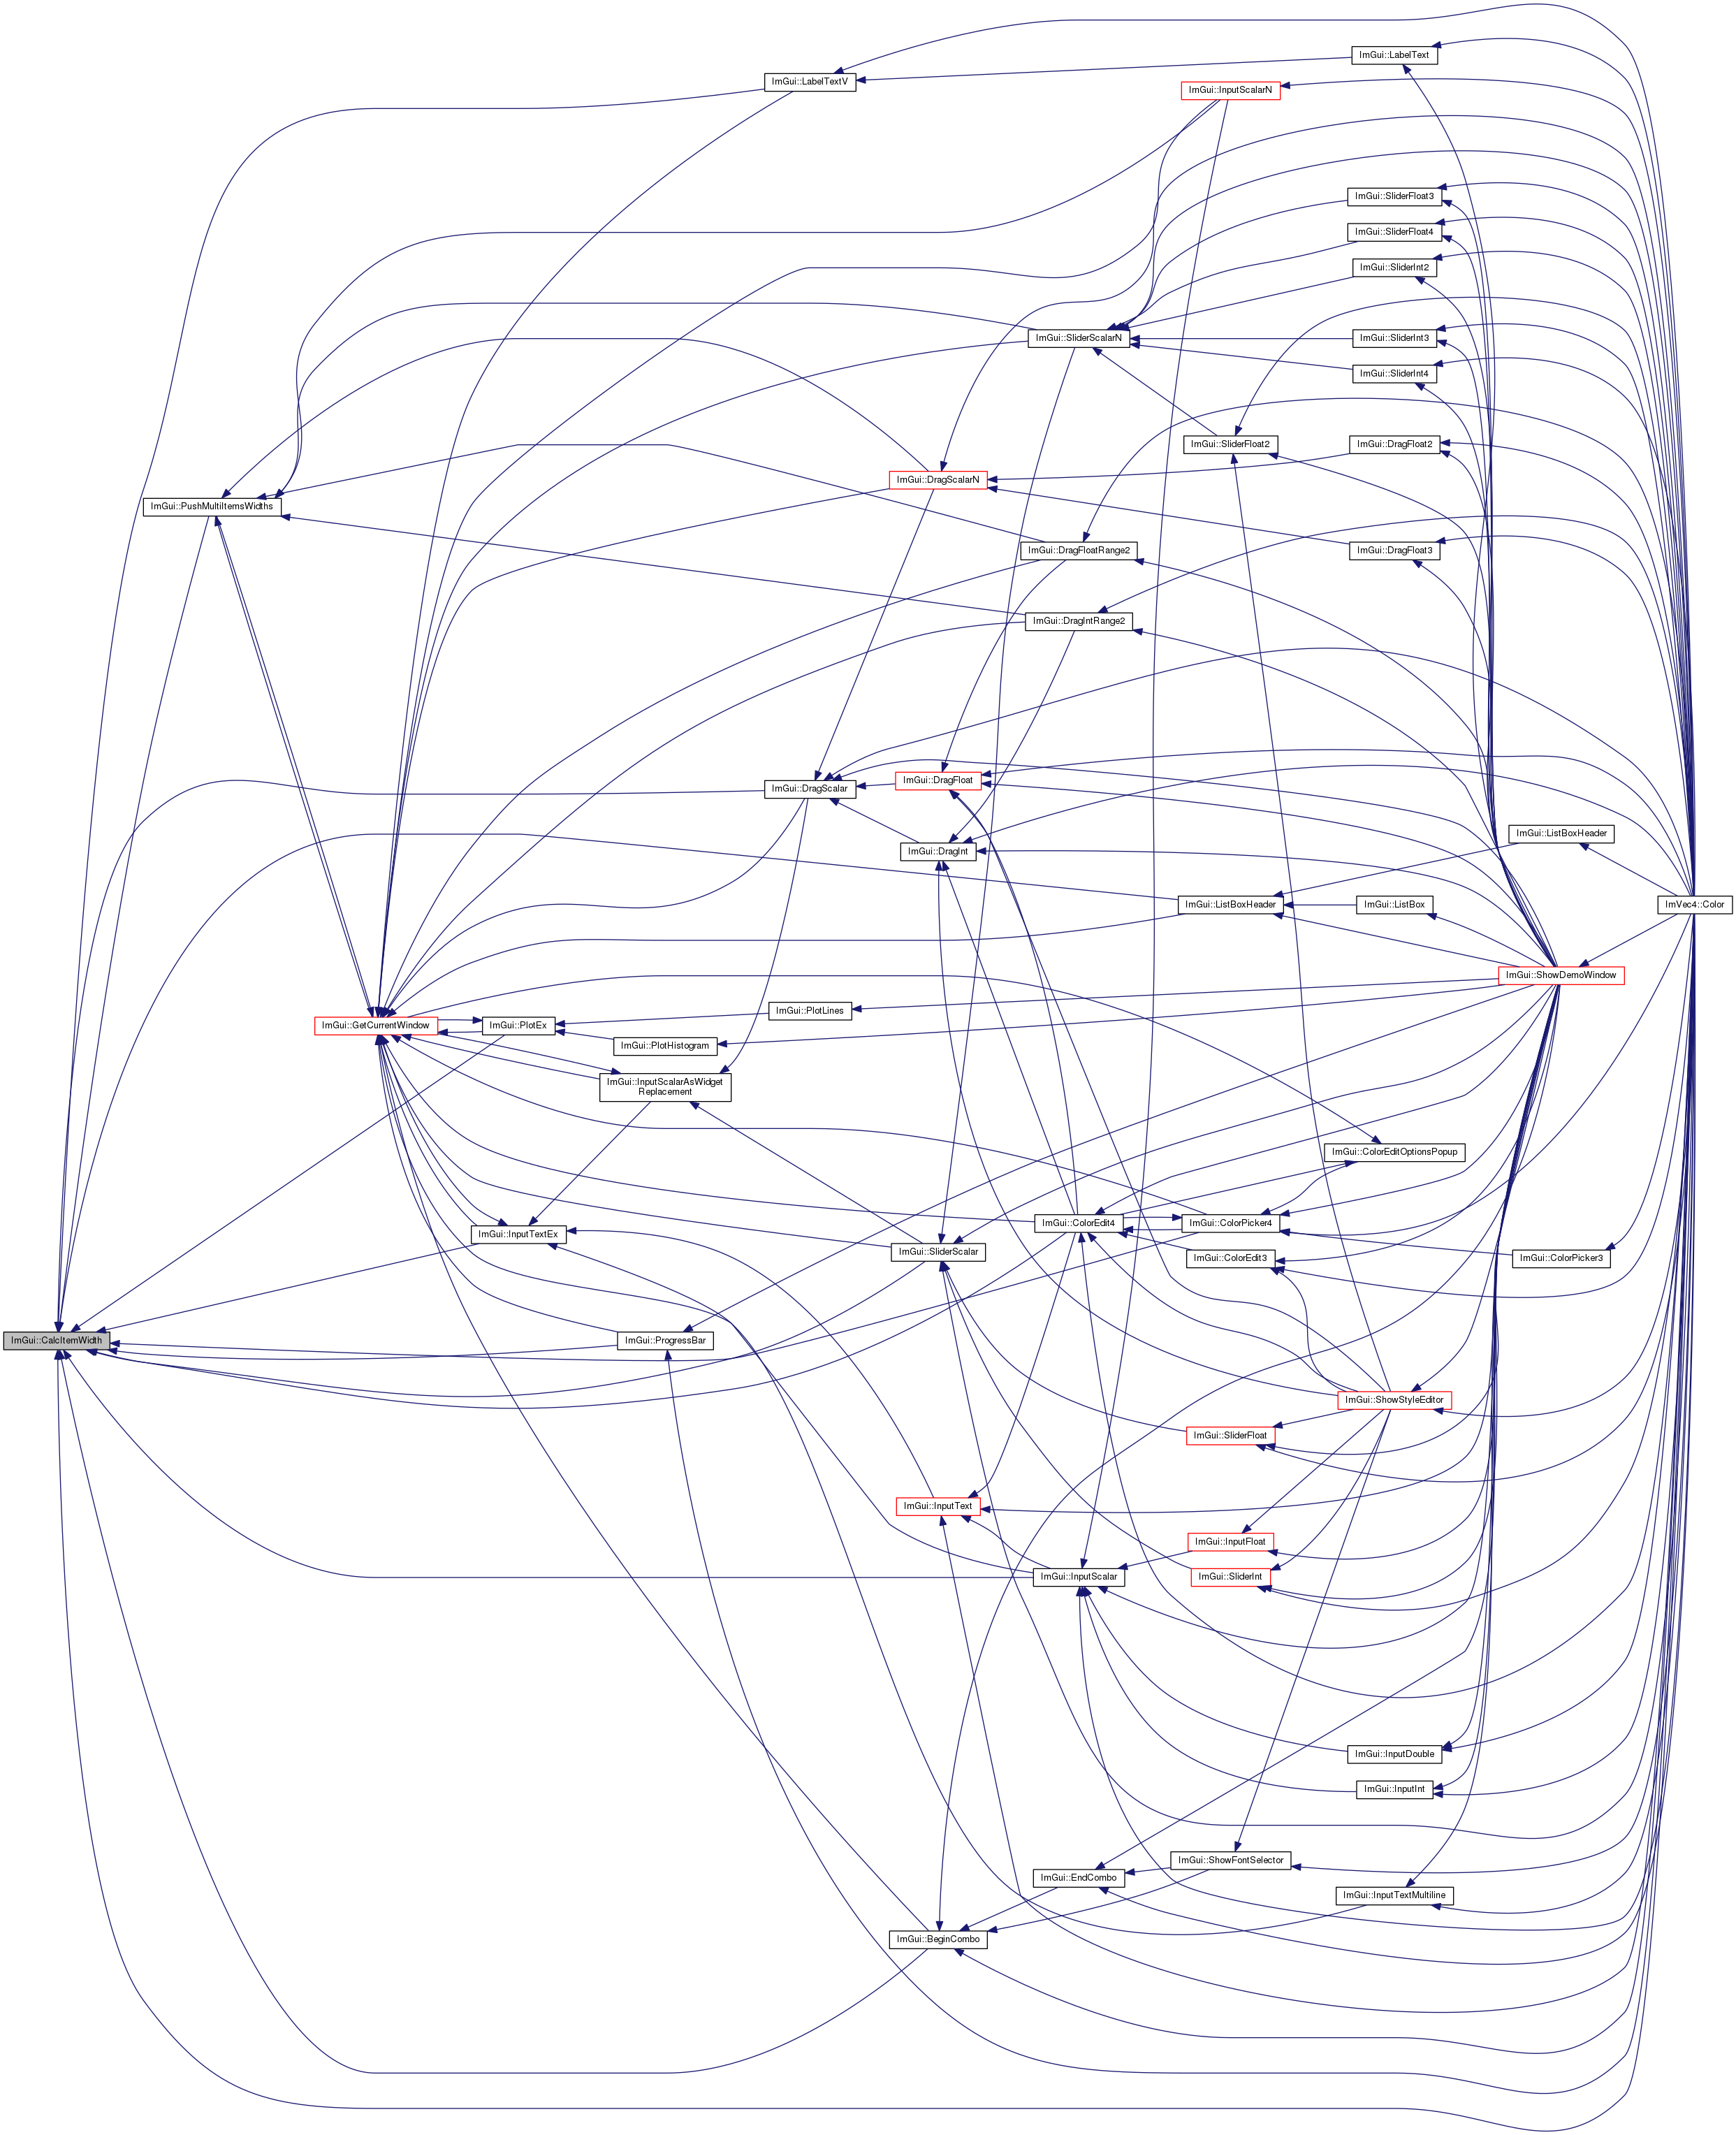 ImGui::LabelText
ImGui::LabelTextV
ImGui::InputScalarN
ImGui::SliderFloat3
ImGui::SliderFloat4
ImGui::SliderInt2
ImGui::SliderScalarN
ImGui::SliderInt3
ImGui::SliderInt4
ImGui::SliderFloat2
ImGui::DragFloat2
ImGui::DragScalarN
ImGui::PushMultiItemsWidths
ImGui::DragFloatRange2
ImGui::DragFloat3
ImGui::DragIntRange2
ImGui::DragFloat
ImGui::DragScalar
ImGui::ListBoxHeader
ImGui::DragInt
ImGui::ListBoxHeader
ImGui::ListBox
ImVec4::Color
ImGui::ShowDemoWindow
ImGui::PlotLines
ImGui::GetCurrentWindow
ImGui::PlotEx
ImGui::PlotHistogram
ImGui::InputScalarAsWidget
Replacement
ImGui::ColorEditOptionsPopup
ImGui::ColorEdit4
ImGui::ColorPicker4
ImGui::InputTextEx
ImGui::SliderScalar
ImGui::ColorEdit3
ImGui::ColorPicker3
ImGui::CalcItemWidth
ImGui::ProgressBar
ImGui::ShowStyleEditor
ImGui::SliderFloat
ImGui::InputText
ImGui::InputFloat
ImGui::InputScalar
ImGui::SliderInt
ImGui::InputDouble
ImGui::InputInt
ImGui::ShowFontSelector
ImGui::EndCombo
ImGui::InputTextMultiline
ImGui::BeginCombo